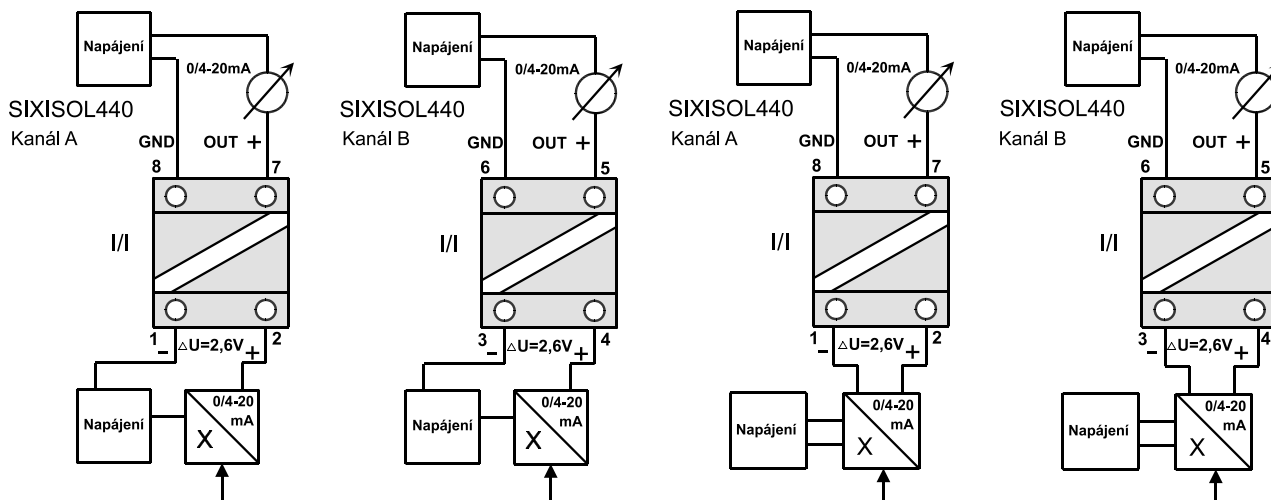 Napájení
0/4-20mA
SIXISOL440
Kanál A
GND
OUT +
8
7
I/I
1
2
-
△U=2,6V
+
Napájení
0/4-20
mA
X
Napájení
0/4-20mA
SIXISOL440
Kanál B
GND
OUT +
6
5
I/I
3
4
-
△U=2,6V
+
Napájení
0/4-20
mA
X
Napájení
0/4-20mA
SIXISOL440
Kanál A
GND
OUT +
8
7
I/I
1
2
-
△U=2,6V
+
Napájení
0/4-20
mA
X
Napájení
0/4-20mA
SIXISOL440
Kanál B
GND
OUT +
6
5
I/I
3
4
-
△U=2,6V
+
Napájení
0/4-20
mA
X